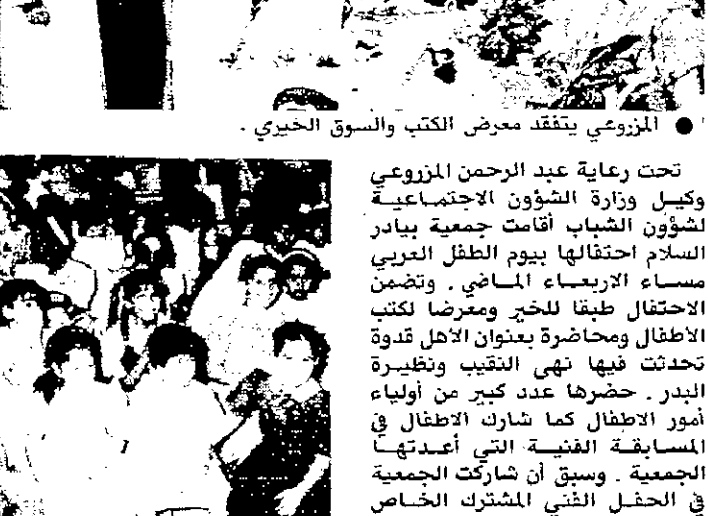 ● المزروعي يتفقد معرض الكتب والسوق الخيري .
تحت رعاية عبد الرحمن المزروعي
وكيل وزارة الشؤون الاجتماعية
لشؤون الشباب أقامت جمعية بيادر
السلام احتفالها بيوم الطفل العربي
مساء الاربعاء الماضي . وتضمن
الاحتفال طبقا للخير ومعرضا لكتب
الاطفال ومحاضرة بعنوان الاهل قدوة
تحدثت فيها نهى النقيب ونظيرة
البدر . حضرها عدد كبير من أولياء
أمور الاطفال كما شارك الاطفال في
المسابقة الفنية التي أعدتها
الجمعية . وسبق أن شاركت الجمعية
في الحفل الفني المشترك الخاص